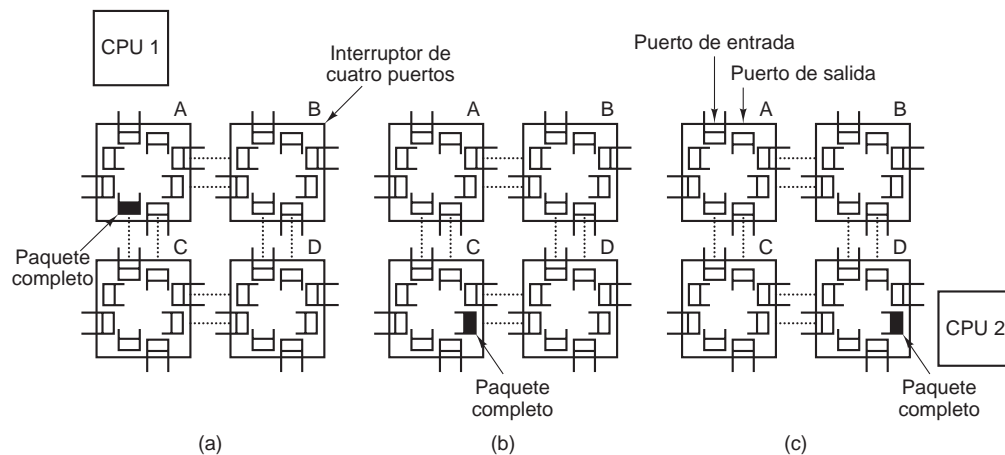 CPU 1
Interruptor de
cuatro puertos
Puerto de entrada
Puerto de salida
A
B
A
B
A
B
Paquete
completo
C
D
C
D
C
D
CPU 2
Paquete
completo
Paquete
completo
(a)
(b)
(c)